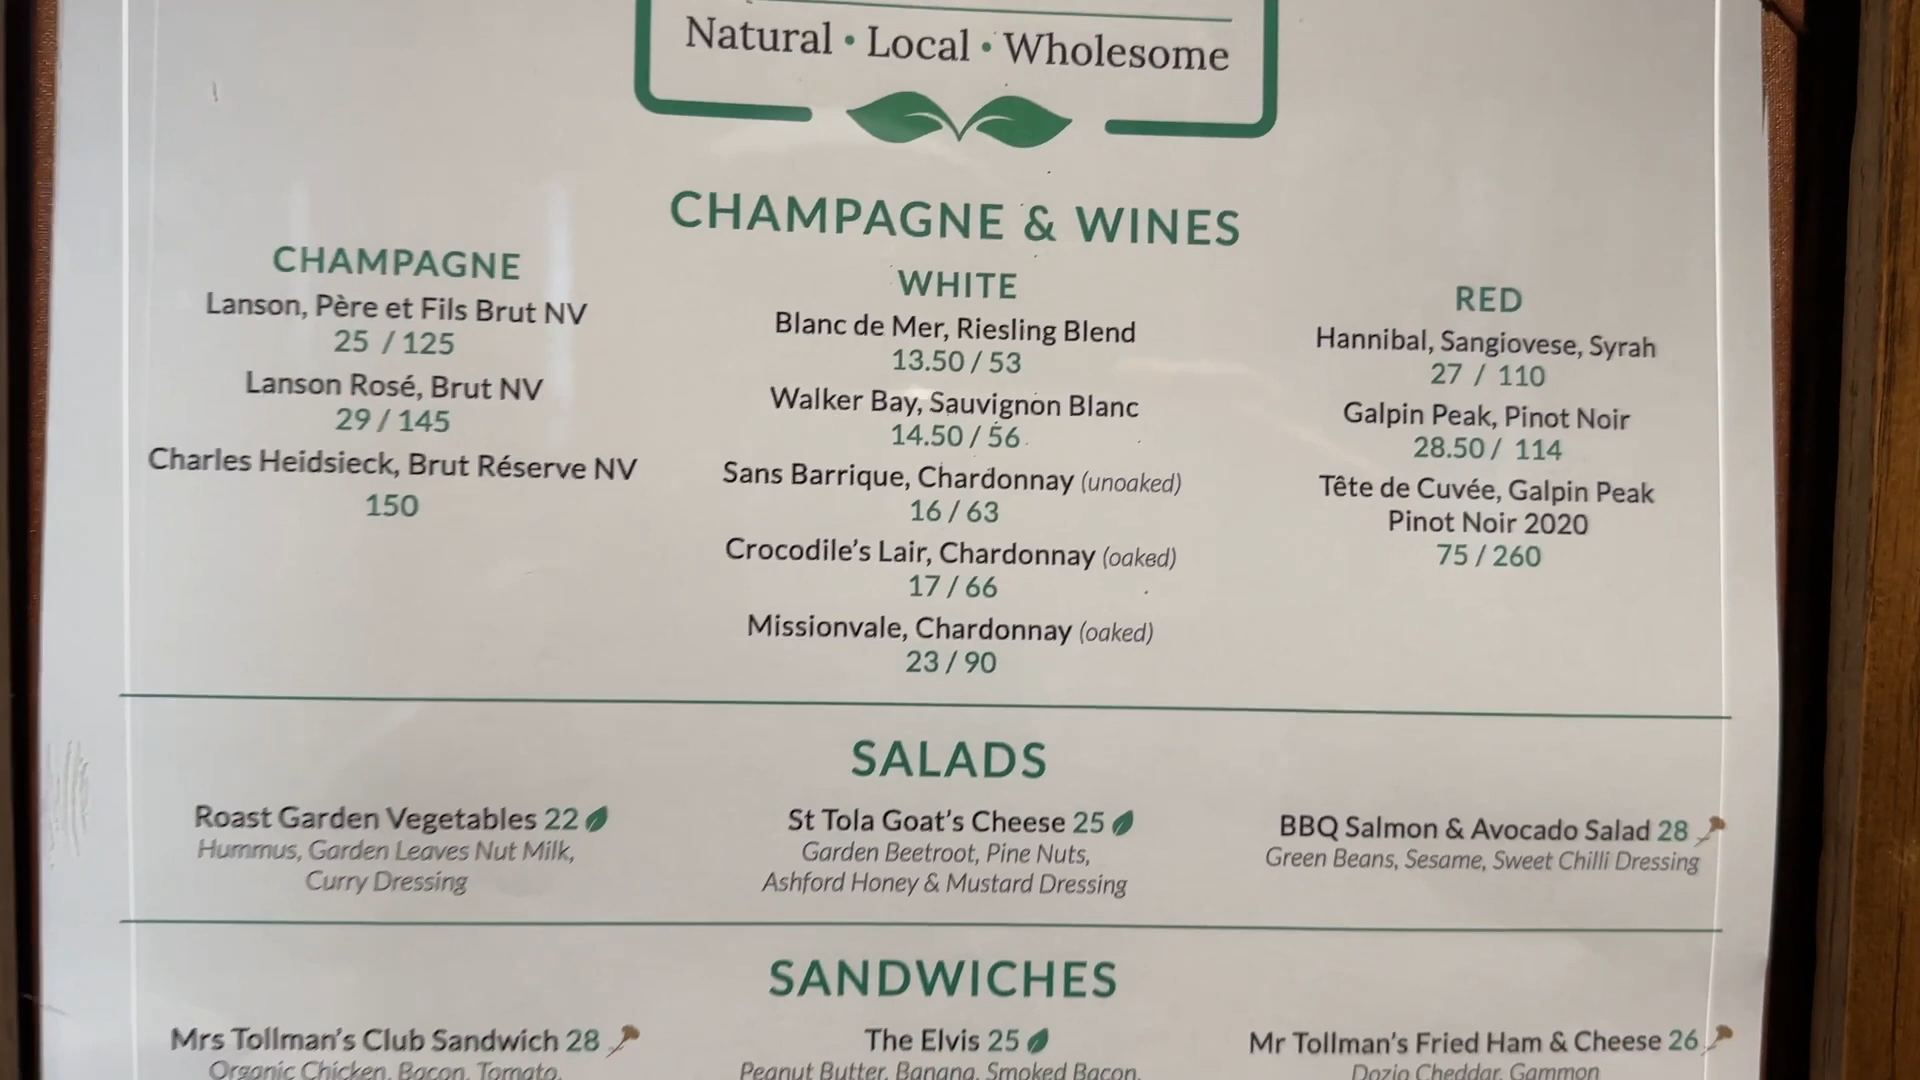 Natural • Local • Wholesome
CHAMPAGNE & WINES
CHAMPAGNE
Lanson, Père et Fils Brut NV
25 / 125
Lanson Rosé, Brut NV
29 / 145
Charles Heidsieck, Brut Réserve NV
150
WHITE
Blanc de Mer, Riesling Blend
13.50 / 53
Walker Bay, Sauvignon Blanc
14.50 / 56
Sans Barrique, Chardonnay (unoaked)
16 / 63
Crocodile's Lair, Chardonnay (oaked)
17 / 66
Missionvale, Chardonnay (oaked)
23 / 90
RED
Hannibal, Sangiovese, Syrah
27 / 110
Galpin Peak, Pinot Noir
28.50 / 114
Tête de Cuvée, Galpin Peak
Pinot Noir 2020
75 / 260
SALADS
Roast Garden Vegetables 22
Hummus, Garden Leaves Nut Milk,
Curry Dressing
St Tola Goat's Cheese 25
Garden Beetroot, Pine Nuts,
Ashford Honey & Mustard Dressing
BBQ Salmon & Avocado Salad 28
Green Beans, Sesame, Sweet Chilli Dressing
SANDWICHES
Mrs Tollman's Club Sandwich 28
Organic Chicken, Bacon, Tomato,
The Elvis 25
Peanut Butter, Banana, Smoked Bacon,
Mr Tollman's Fried Ham & Cheese 26
Dozio Cheddar, Gammon